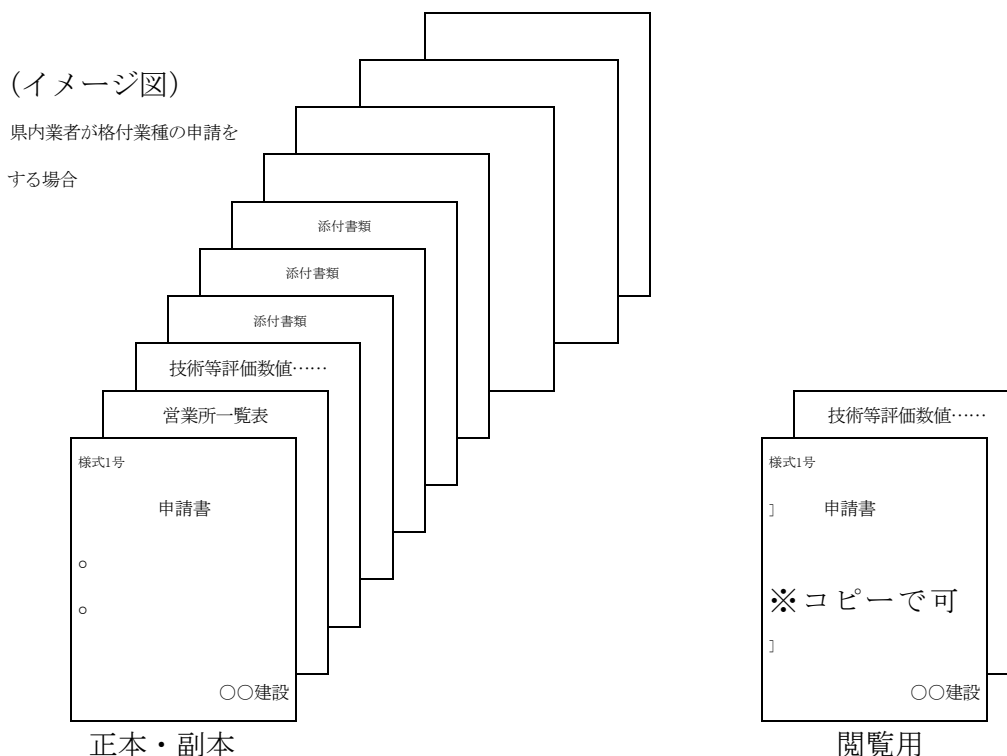 (イメージ図)
県内業者が格付業種の申請を
する場合
添付書類
添付書類
添付書類
技術等評価数値……
営業所一覧表
様式1号
申請書
○○建設
正本・副本
技術等評価数値……
様式1号
申請書
※コピーで可
○○建設
閲覧用